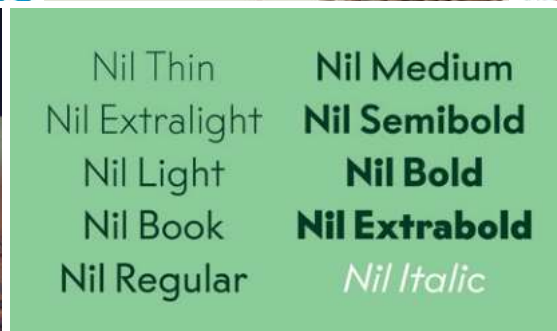 Nil Thin
Nil Extralight
Nil Light
Nil Book
Nil Regular
Nil Medium
Nil Semibold
Nil Bold
Nil Extrabold
Nil Italic